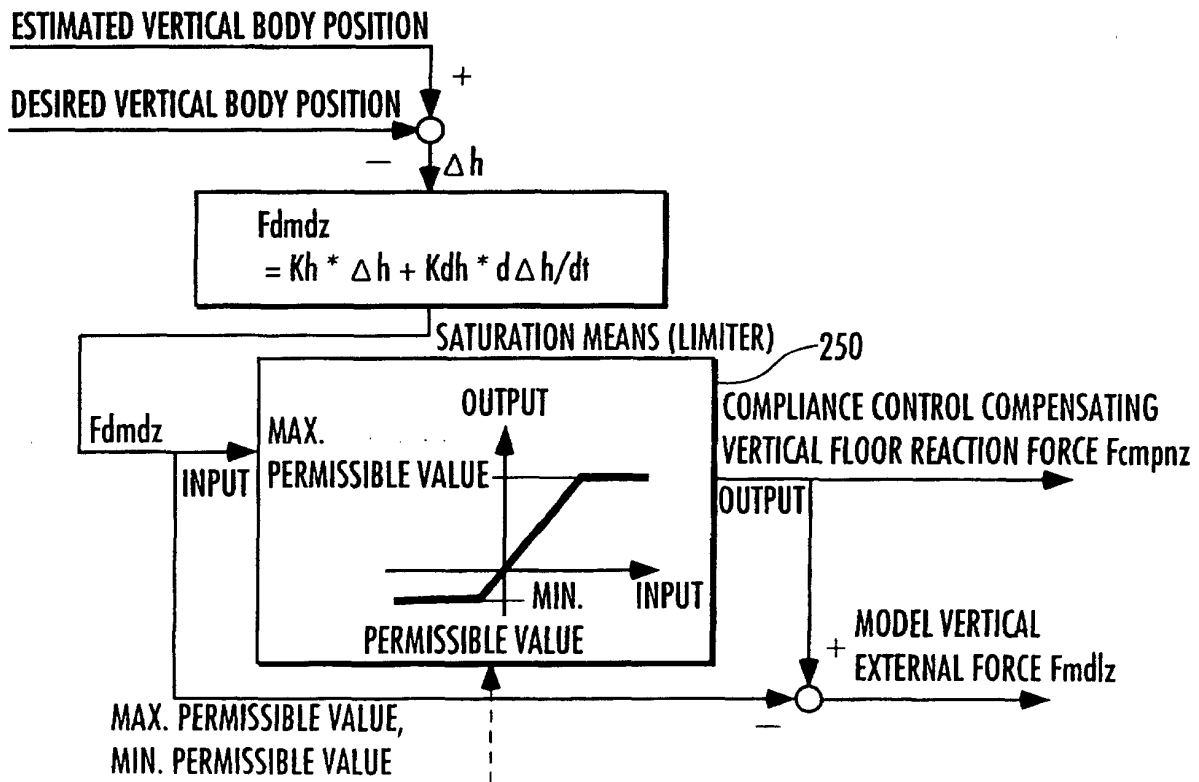 ESTIMATED VERTICAL BODY POSITION
+
DESIRED VERTICAL BODY POSITION
−
Δh
Fdmdz
= Kh * Δh + Kdh * dΔh/dt
SATURATION MEANS (LIMITER)
250
Fdmdz
INPUT
MAX.
PERMISSIBLE VALUE
OUTPUT
MIN.
INPUT
PERMISSIBLE VALUE
COMPLIANCE CONTROL COMPENSATING
VERTICAL FLOOR REACTION FORCE Fcmpnz
OUTPUT
+
MODEL VERTICAL
EXTERNAL FORCE Fmdlz
−
MAX. PERMISSIBLE VALUE,
MIN. PERMISSIBLE VALUE